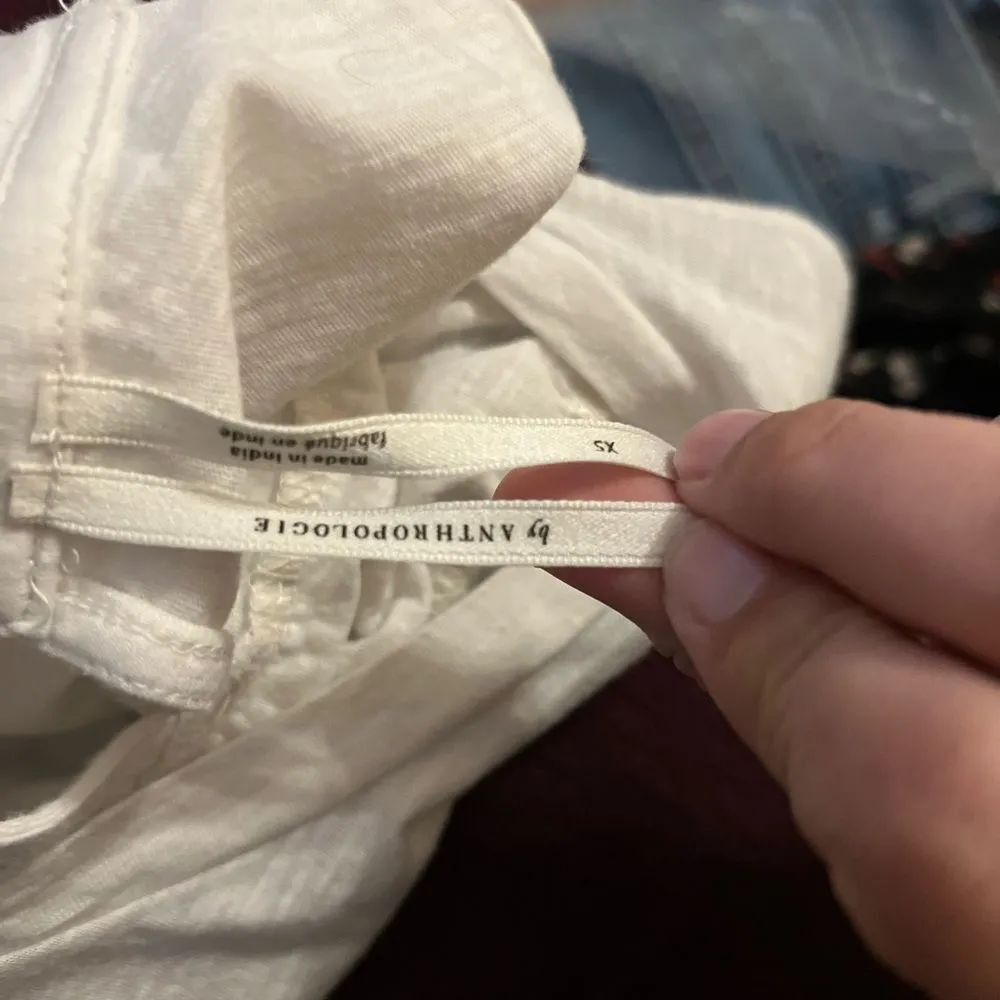 by ANTHROPOLOGIE
XS
made in India
fabriqué en inde